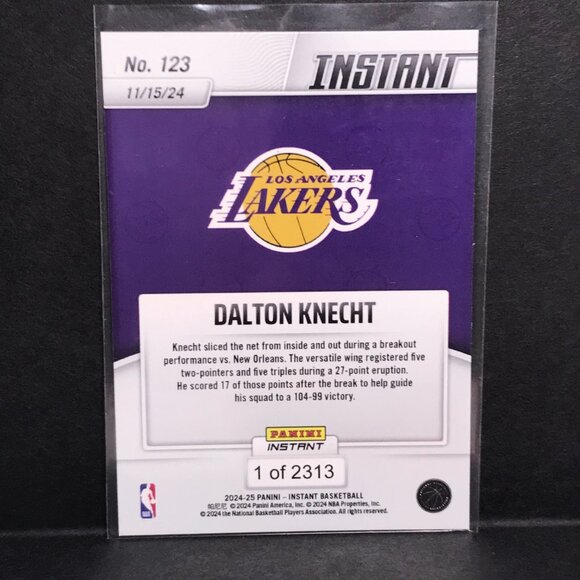 No. 123
INSTANT
11/15/24
LOS ANGELES
LAKERS
DALTON KNECHT
Knecht sliced the net from inside and out during a breakout
performance vs. New Orleans. The versatile wing registered five
two-pointers and five triples during a 27-point eruption.
He scored 17 of those points after the break to help guide
his squad to a 104-99 victory.
PANINI
INSTANT
1 of 2313
2024-25 PANINI – INSTANT BASKETBALL
帕尼尼 © 2024 Panini America, Inc. © 2024 NBA Properties, Inc.
© 2024 the National Basketball Players Association. All rights reserved.
NBA